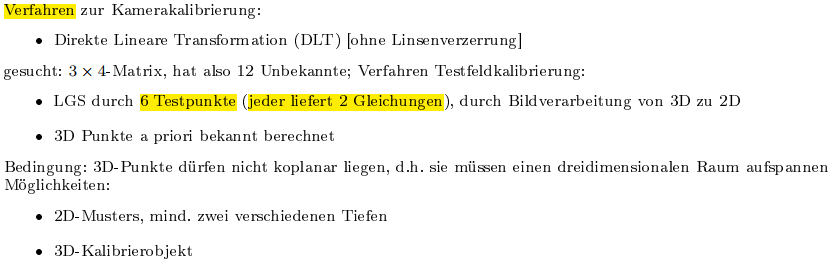 Verfahren zur Kamerakalibrierung:
• Direkte Lineare Transformation (DLT) [ohne Linsenverzerrung]
gesucht: 3 × 4-Matrix, hat also 12 Unbekannte; Verfahren Testfeldkalibrierung:
• LGS durch 6 Testpunkte (jeder liefert 2 Gleichungen), durch Bildverarbeitung von 3D zu 2D
• 3D Punkte a priori bekannt berechnet
Bedingung: 3D-Punkte dürfen nicht koplanar liegen, d.h. sie müssen einen dreidimensionalen Raum aufspannen
Möglichkeiten:
• 2D-Musters, mind. zwei verschiedenen Tiefen
• 3D-Kalibrierobjekt